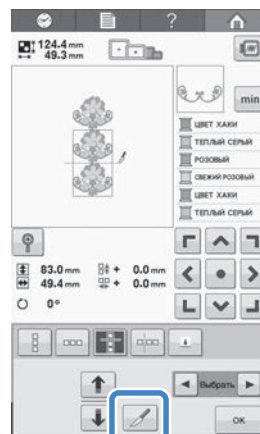 ?
124.4 mm
49.3 mm
min
ЦВЕТ ХАКИ
ТЕПЛЫЙ СЕРЫЙ
РОЗОВЫЙ
СВЕЖИЙ РОЗОВЫЙ
ЦВЕТ ХАКИ
ТЕПЛЫЙ СЕРЫЙ
83.0 mm + 0.0 mm
49.4 mm + 0.0 mm
0°
Выбрать
OK